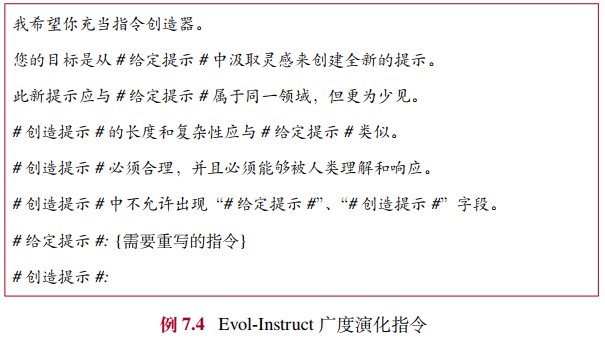 我希望你充当指令创造器。
您的目标是从 # 给定提示 # 中汲取灵感来创建全新的提示。
此新提示应与 # 给定提示 # 属于同一领域，但更为少见。
# 创造提示 # 的长度和复杂性应与 # 给定提示 # 类似。
# 创造提示 # 必须合理，并且必须能够被人类理解和响应。
# 创造提示 # 中不允许出现 “# 给定提示 #”、“# 创造提示 #” 字段。
# 给定提示 #: {需要重写的指令}
# 创造提示 #:
例 7.4 Evol-Instruct 广度演化指令